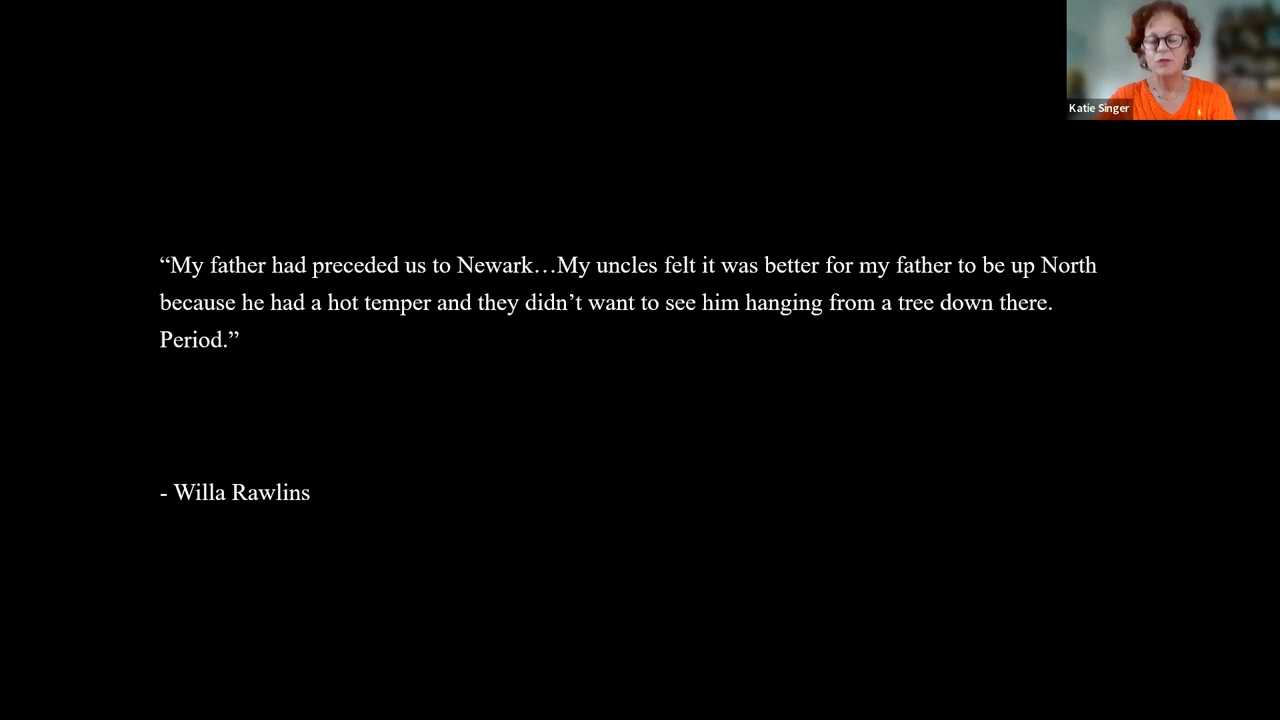 Katie Singer
“My father had preceded us to Newark…My uncles felt it was better for my father to be up North
because he had a hot temper and they didn’t want to see him hanging from a tree down there.
Period.”
- Willa Rawlins